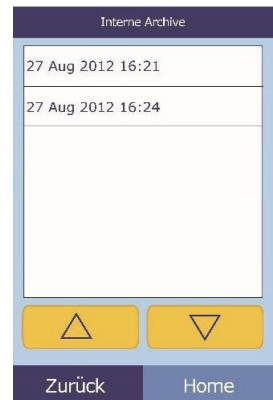 Interne Archive
27 Aug 2012 16:21
27 Aug 2012 16:24
Zurück
Home